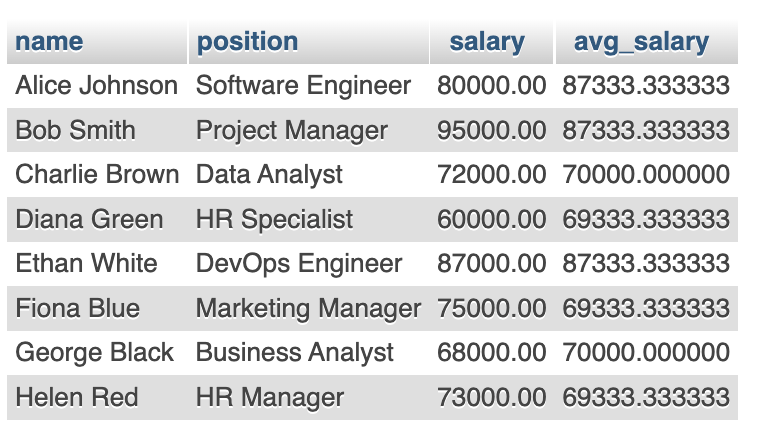 name position salary avg_salary
Alice Johnson Software Engineer 80000.00 87333.333333
Bob Smith Project Manager 95000.00 87333.333333
Charlie Brown Data Analyst 72000.00 70000.000000
Diana Green HR Specialist 60000.00 69333.333333
Ethan White DevOps Engineer 87000.00 87333.333333
Fiona Blue Marketing Manager 75000.00 69333.333333
George Black Business Analyst 68000.00 70000.000000
Helen Red HR Manager 73000.00 69333.333333